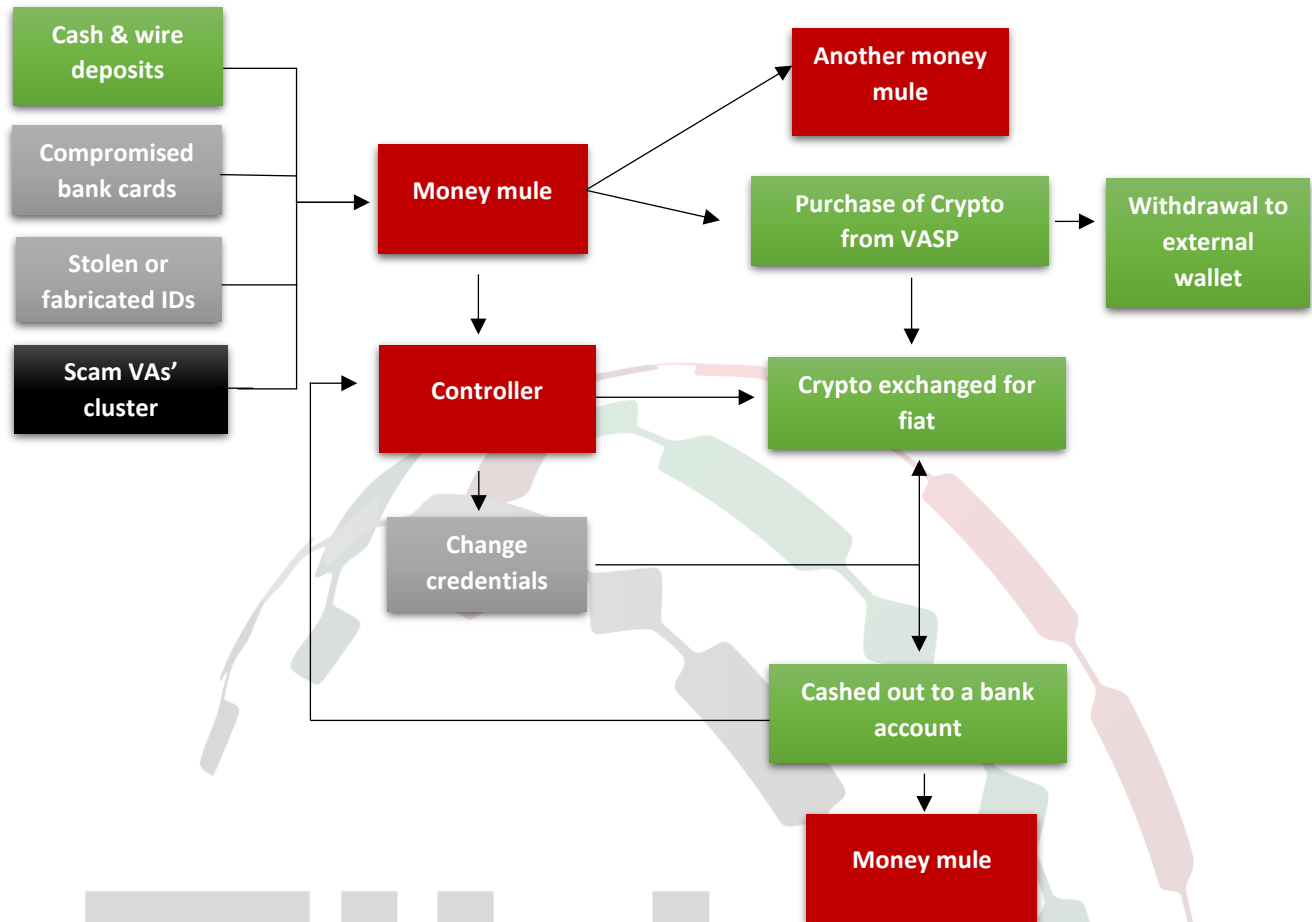 Cash & wire
deposits
Another money
mule
Compromised
bank cards
Money mule
Purchase of Crypto
from VASP
Withdrawal to
external
wallet
Stolen or
fabricated IDs
Scam VAs’
cluster
Controller
Crypto exchanged for
fiat
Change
credentials
Cashed out to a bank
account
Money mule